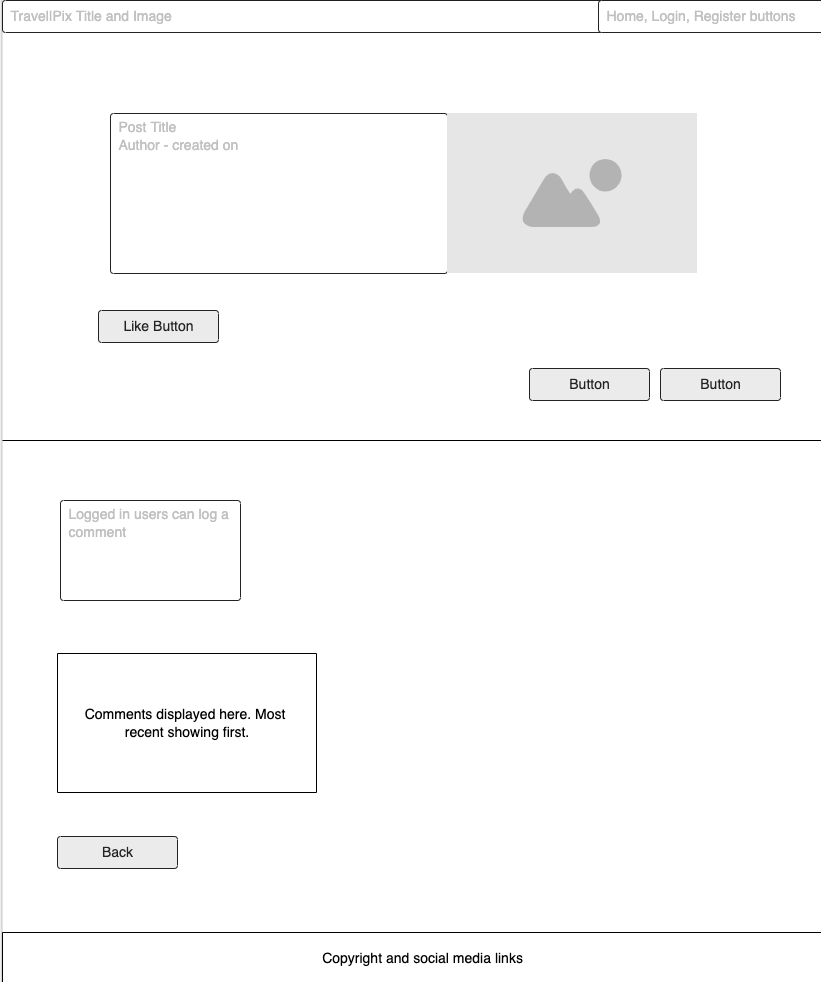 TravellPix Title and Image
Home, Login, Register buttons
Post Title
Author - created on
Like Button
Button
Button
Logged in users can log a
comment
Comments displayed here. Most
recent showing first.
Back
Copyright and social media links